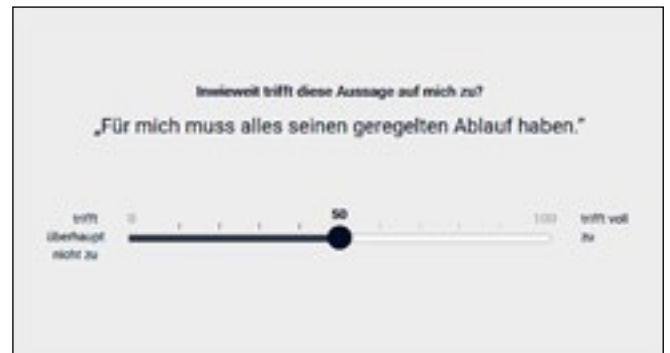 Inwieweit trifft diese Aussage auf mich zu?
„Für mich muss alles seinen geregelten Ablauf haben.“
50
trifft 0 100 trifft voll
überhaupt zu
nicht zu